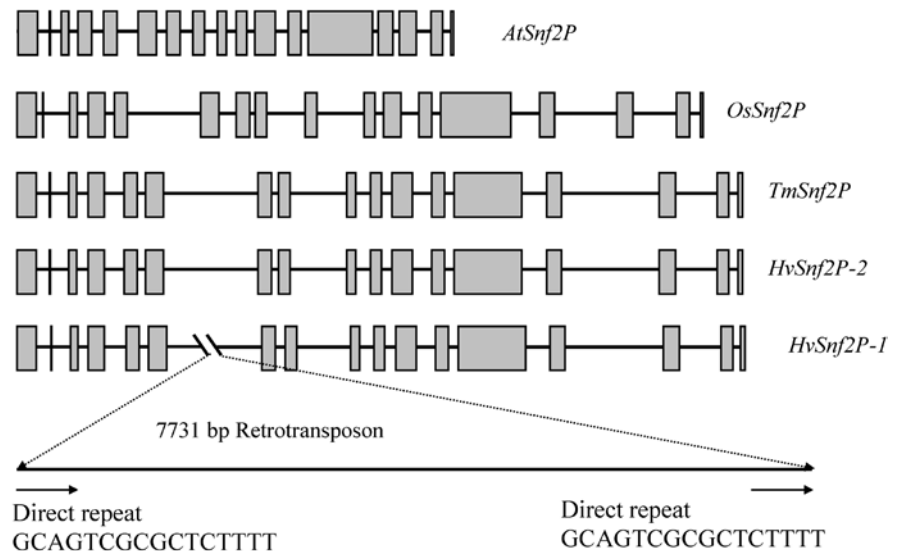 AtSnf2P
OsSnf2P
TmSnf2P
HvSnf2P-2
HvSnf2P-1
7731 bp Retrotransposon
Direct repeat
GCAGTCGCGCTCTTTT
Direct repeat
GCAGTCGCGCTCTTTT